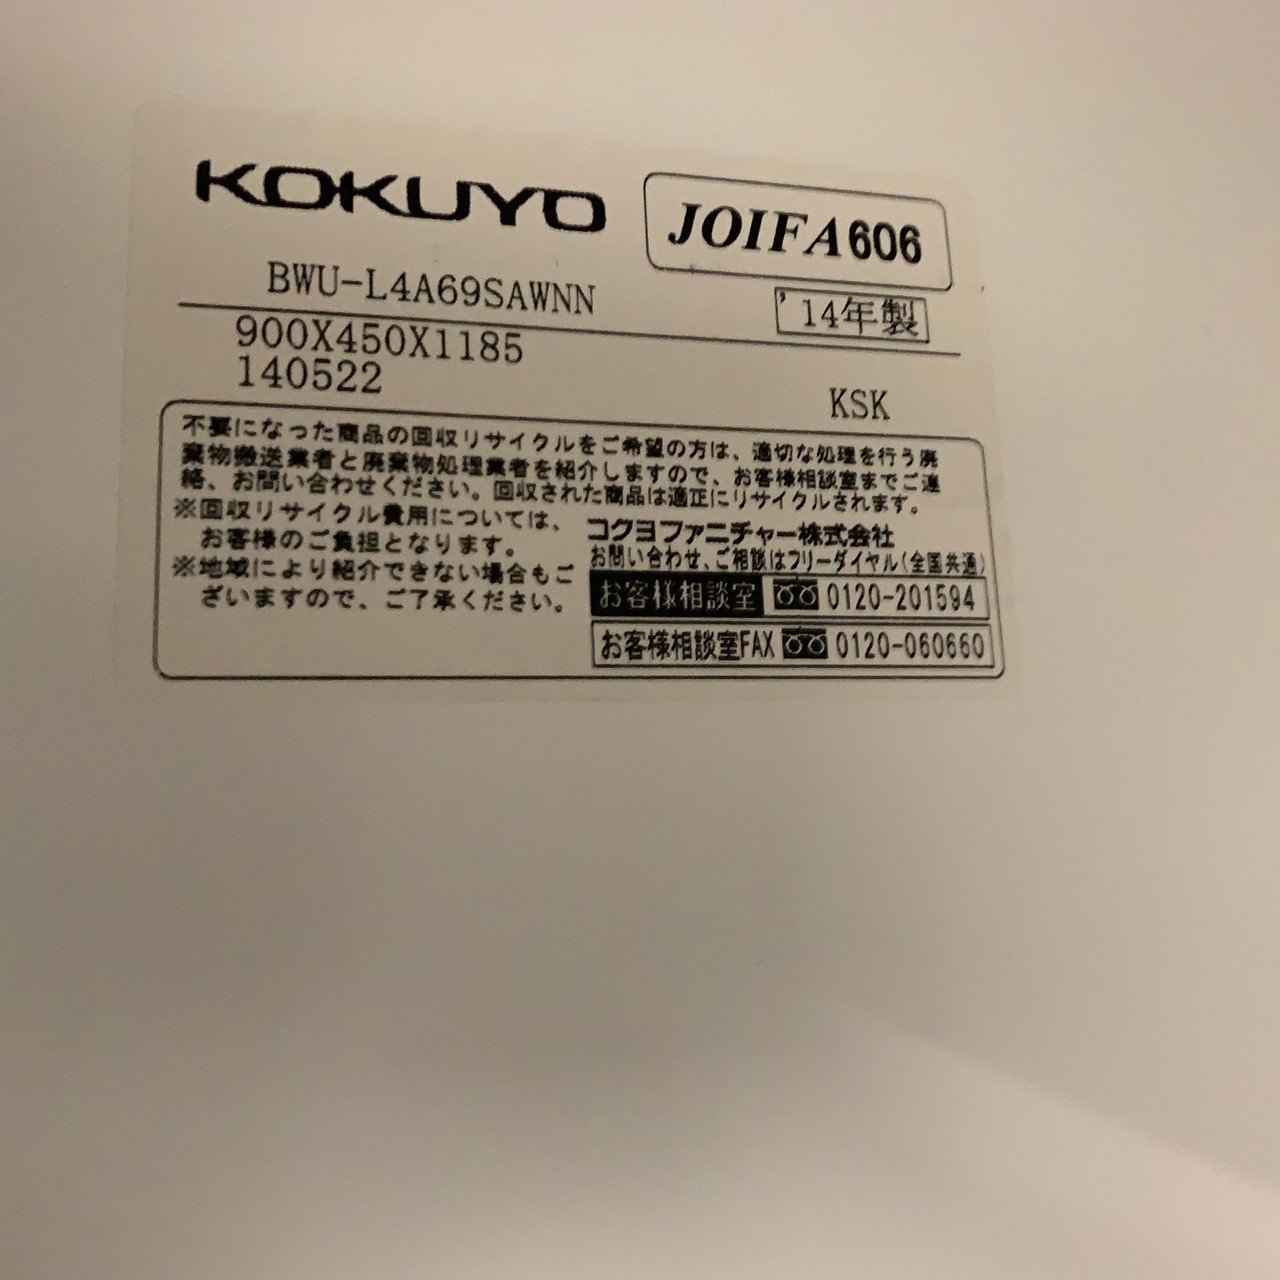 KOKUYO
JOIFA606
BWU-L4A69SAWNN
'14年製
900X450X1185
140522
KSK
不要になった商品の回収リサイクルをご希望の方は、適切な処理を行う廃
棄物搬送業者と廃棄物処理業者を紹介しますので、お客様相談室までご連
絡、お問い合わせください。回収された商品は適正にリサイクルされます。
※回収リサイクル費用については、
お客様のご負担となります。
※地域により紹介できない場合もご
ざいますので、ご了承ください。
コクヨファニチャー株式会社
お問い合わせ、ご相談はフリーダイヤル(全国共通)
お客様相談室 0120-201594
お客様相談室FAX 0120-060660